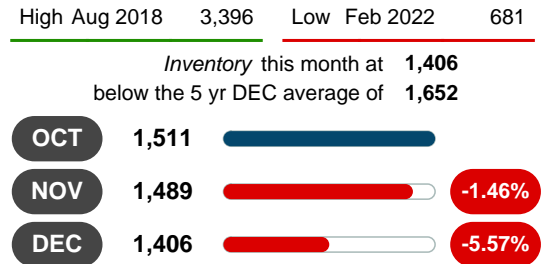 High Aug 2018 3,396 Low Feb 2022 681
Inventory this month at 1,406
below the 5 yr DEC average of 1,652
OCT 1,511
NOV 1,489 -1.46%
DEC 1,406 -5.57%